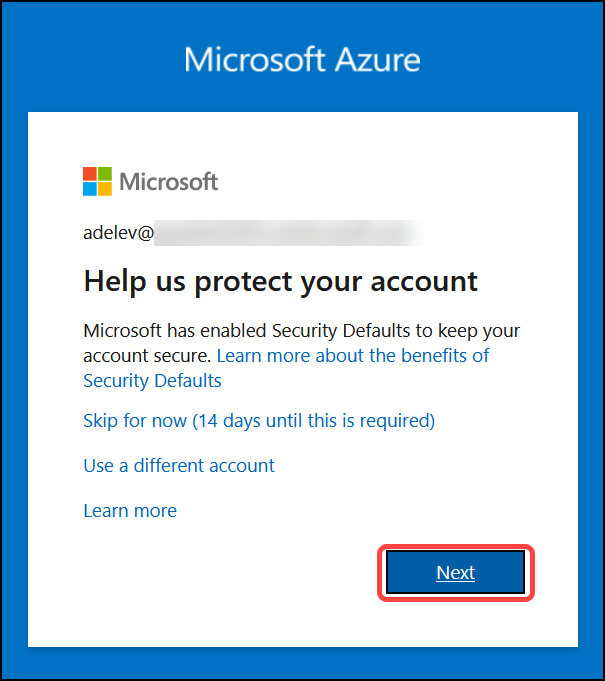 Microsoft Azure
Microsoft
adelev@
Help us protect your account
Microsoft has enabled Security Defaults to keep your
account secure. Learn more about the benefits of
Security Defaults
Skip for now (14 days until this is required)
Use a different account
Learn more
Next